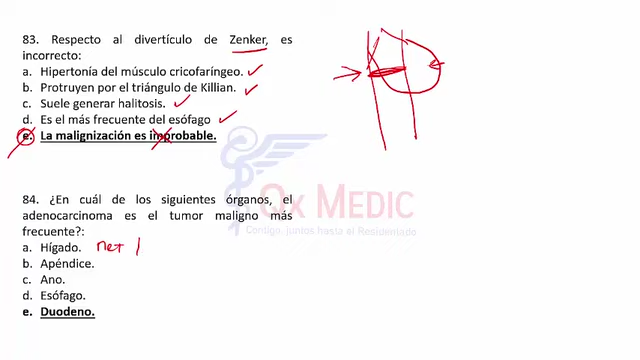 83. Respecto al divertículo de Zenker, es
incorrecto:
a. Hipertonía del músculo cricofaríngeo.
b. Protruyen por el triángulo de Killian.
c. Suele generar halitosis.
d. Es el más frecuente del esófago
e. La malignización es improbable.
84. ¿En cuál de los siguientes órganos, el
adenocarcinoma es el tumor maligno más
frecuente?:
a. Hígado. net
b. Apéndice.
c. Ano.
d. Esófago.
e. Duodeno.
Qx MEDIC
Contigo, juntos hasta el Residentado